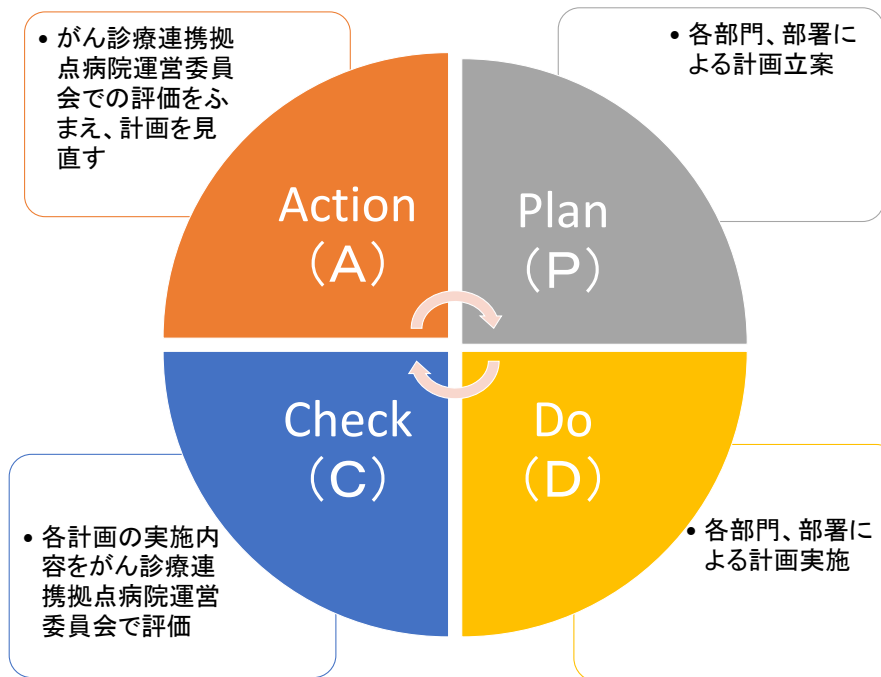 • がん診療連携拠
点病院運営委員
会での評価をふ
まえ、計画を見
直す
• 各部門、部署に
よる計画立案
Action
（A）
Plan
（P）
Check
（C）
Do
（D）
• 各計画の実施内
容をがん診療連
携拠点病院運営
委員会で評価
• 各部門、部署に
よる計画実施